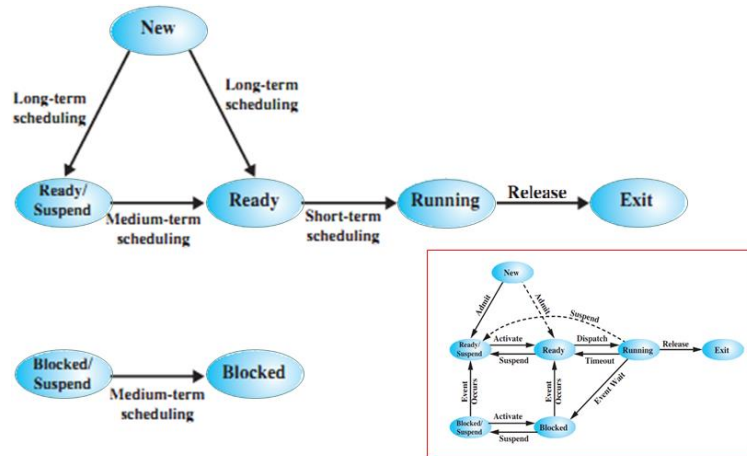 New
Long-term
scheduling
Long-term
scheduling
Ready/
Suspend
Medium-term
scheduling
Ready
Short-term
scheduling
Running
Release
Exit
Blocked/
Suspend
Medium-term
scheduling
Blocked
New
Admit
Admit
Suspend
Ready/
Suspend
Activate
Suspend
Ready
Dispatch
Timeout
Running
Release
Exit
Event
Occurs
Event
Occurs
Event Wait
Blocked/
Suspend
Activate
Suspend
Blocked